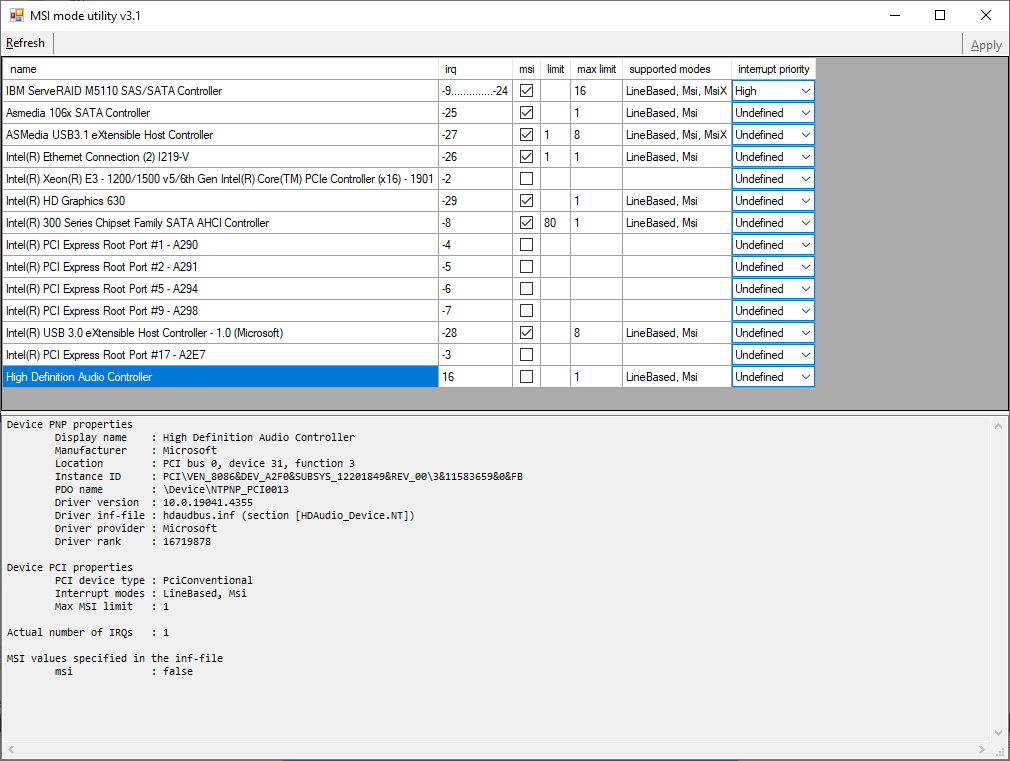 MSI mode utility v3.1
Refresh Apply
name irq msi limit max limit supported modes interrupt priority
IBM ServeRAID M5110 SAS/SATA Controller -9.............-24 16 LineBased, Msi, MsiX High
Asmedia 106x SATA Controller -25 1 LineBased, Msi Undefined
ASMedia USB3.1 eXtensible Host Controller -27 1 8 LineBased, Msi, MsiX Undefined
Intel(R) Ethernet Connection (2) I219-V -26 1 1 LineBased, Msi Undefined
Intel(R) Xeon(R) E3 - 1200/1500 v5/6th Gen Intel(R) Core(TM) PCIe Controller (x16) - 1901 -2 Undefined
Intel(R) HD Graphics 630 -29 1 LineBased, Msi Undefined
Intel(R) 300 Series Chipset Family SATA AHCI Controller -8 80 1 LineBased, Msi Undefined
Intel(R) PCI Express Root Port #1 - A290 -4 Undefined
Intel(R) PCI Express Root Port #2 - A291 -5 Undefined
Intel(R) PCI Express Root Port #5 - A294 -6 Undefined
Intel(R) PCI Express Root Port #9 - A298 -7 Undefined
Intel(R) USB 3.0 eXtensible Host Controller - 1.0 (Microsoft) -28 8 LineBased, Msi Undefined
Intel(R) PCI Express Root Port #17 - A2E7 -3 Undefined
High Definition Audio Controller 16 1 LineBased, Msi Undefined
Device PNP properties
Display name : High Definition Audio Controller
Manufacturer : Microsoft
Location : PCI bus 0, device 31, function 3
Instance ID : PCI\VEN_8086&DEV_A2F0&SUBSYS_12201849&REV_00\3&11583659&0&FB
PDO name : \Device\NTPNP_PCI0013
Driver version : 10.0.19041.4355
Driver inf-file : hdaudbus.inf (section [HDAudio_Device.NT])
Driver provider : Microsoft
Driver rank : 16719878
Device PCI properties
PCI device type : PciConventional
Interrupt modes : LineBased, Msi
Max MSI limit : 1
Actual number of IRQs : 1
MSI values specified in the inf-file
msi : false